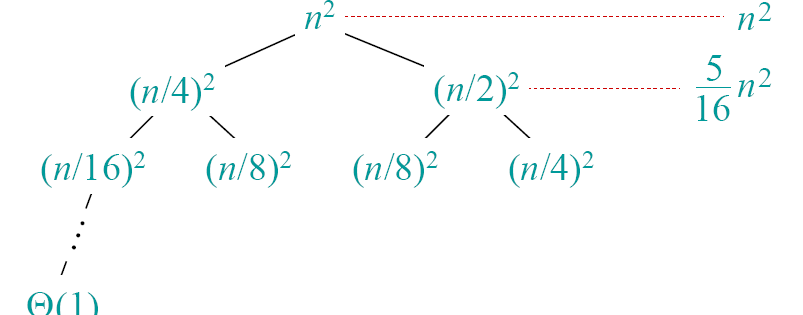 n² n²
(n/4)² (n/2)² 5/16 n²
(n/16)² (n/8)² (n/8)² (n/4)²
Θ(1)